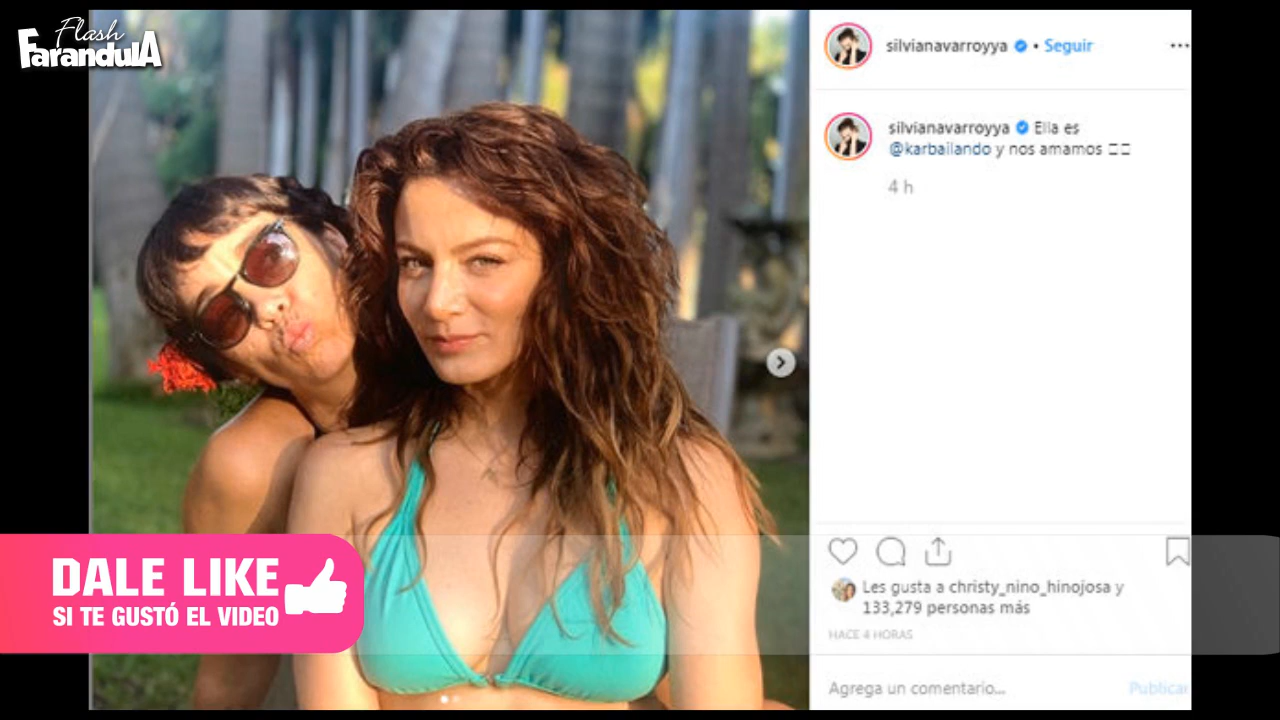 Flash
FarandulA
silvianavarroyya • Seguir
silvianavarroyya Ella es
@karbailando y nos amamos
4 h
DALE LIKE
SI TE GUSTÓ EL VIDEO
Les gusta a christy_nino_hinojosa y
133,279 personas más
HACE 4 HORAS
Agrega un comentario...
Publicar